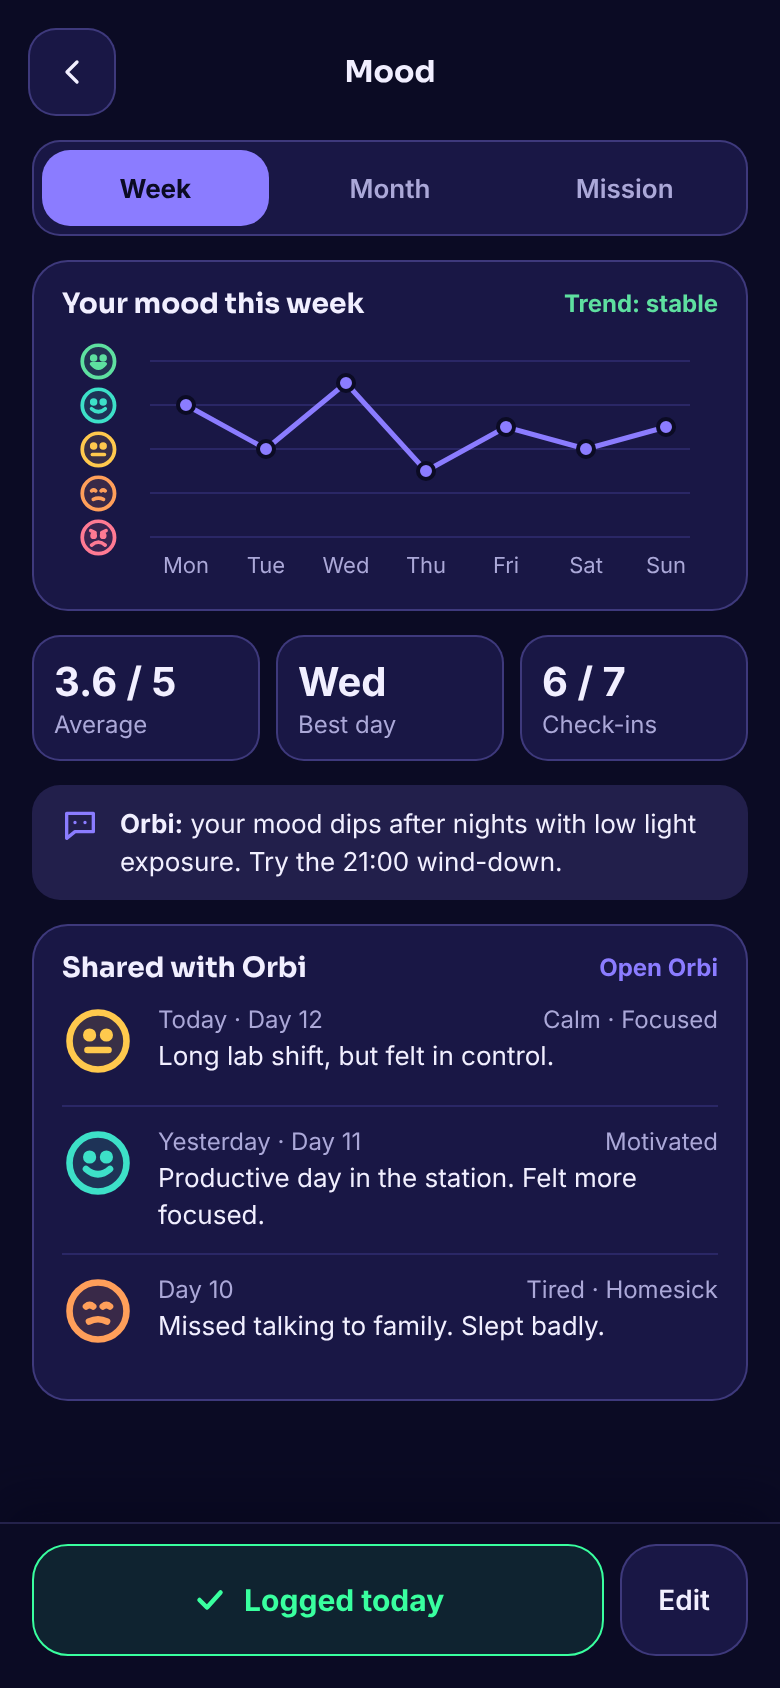 Mood
Week
Month
Mission
Your mood this week
Trend: stable
Mon Tue Wed Thu Fri Sat Sun
3.6 / 5
Average
Wed
Best day
6 / 7
Check-ins
Orbi: your mood dips after nights with low light
exposure. Try the 21:00 wind-down.
Shared with Orbi
Open Orbi
Today · Day 12
Calm · Focused
Long lab shift, but felt in control.
Yesterday · Day 11
Motivated
Productive day in the station. Felt more
focused.
Day 10
Tired · Homesick
Missed talking to family. Slept badly.
Logged today
Edit